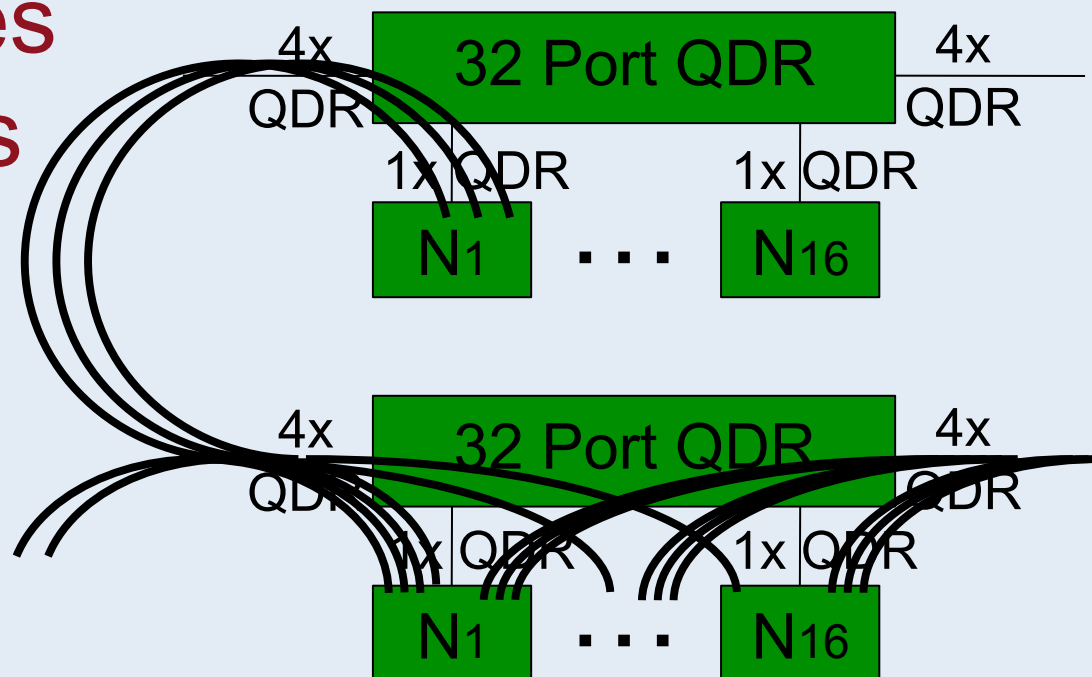 es
s
4x 32 Port QDR 4x
QDR QDR
1x QDR 1x QDR
N1 ... N16
4x 32 Port QDR 4x
QDR QDR
1x QDR 1x QDR
N1 ... N16